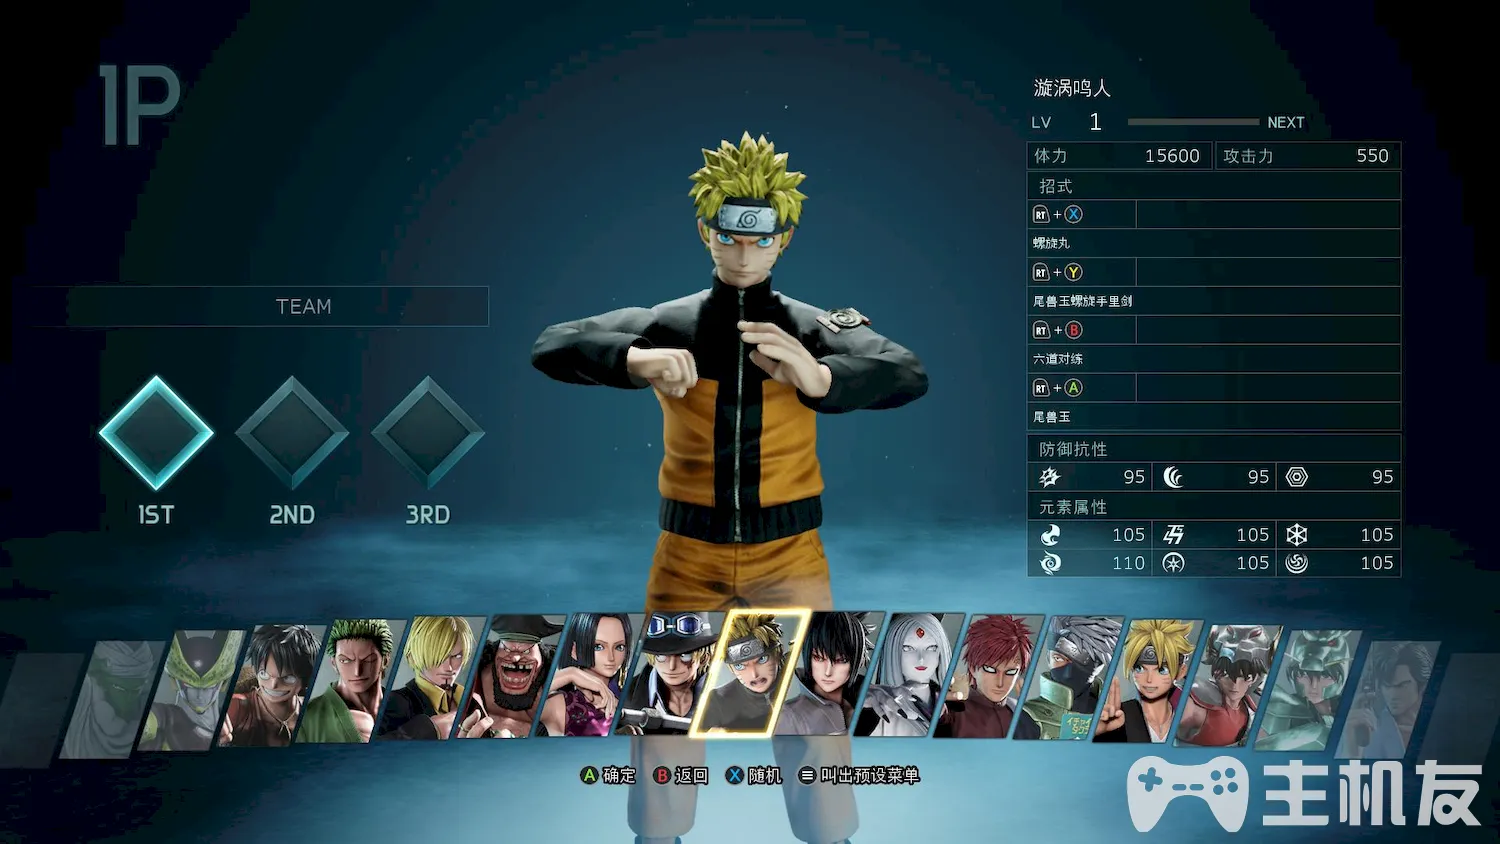 1P
漩涡鸣人
LV 1 NEXT
体力 15600 攻击力 550
招式
RT + X
螺旋丸
RT + Y
尾兽玉螺旋手里剑
RT + B
六道对练
RT + A
尾兽玉
防御抗性
95 95 95
元素属性
105 105 105
110 105 105
TEAM
1ST 2ND 3RD
A 确定 B 返回 X 随机 叫出预设菜单
主机友